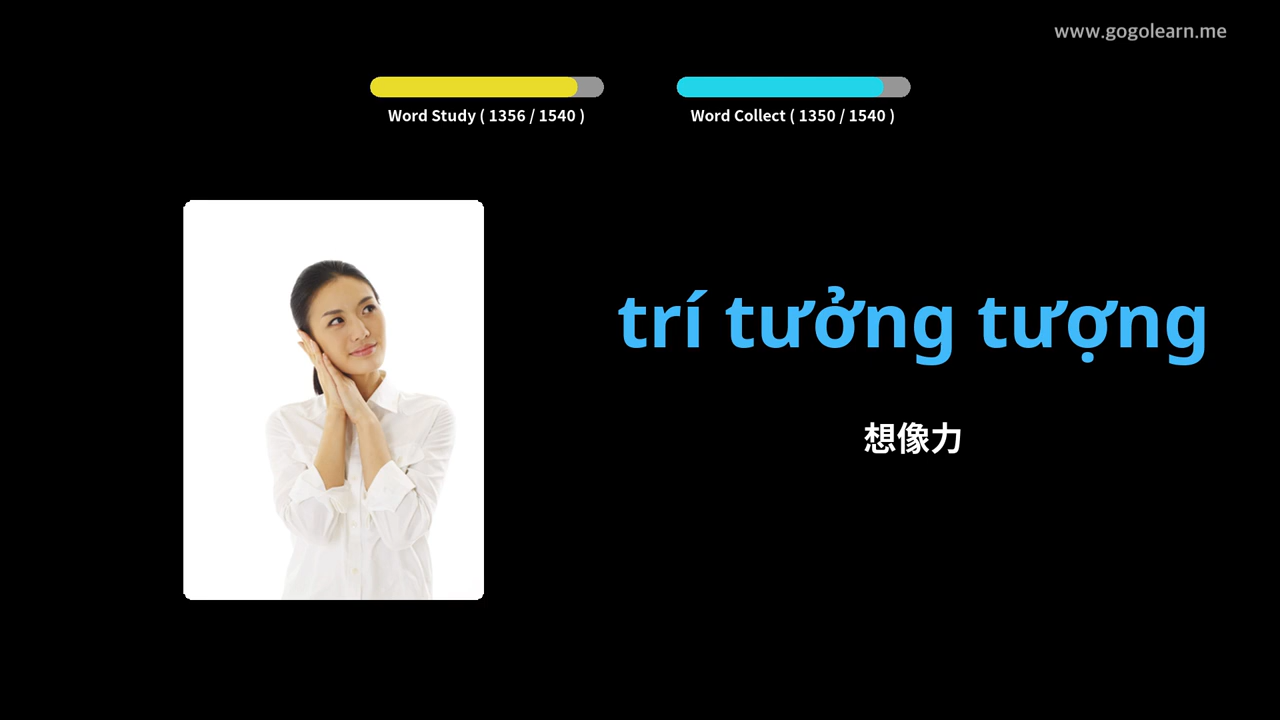 www.gogolearn.me
Word Study ( 1356 / 1540 )
Word Collect ( 1350 / 1540 )
trí tưởng tượng
想像力